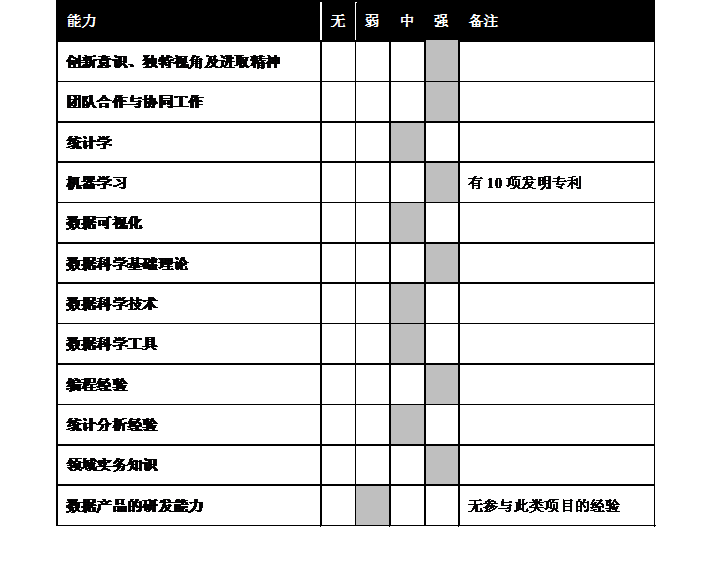 能力 无 弱 中 强 备注
创新意识、独特视角及进取精神
团队合作与协同工作
统计学
机器学习 有 10 项发明专利
数据可视化
数据科学基础理论
数据科学技术
数据科学工具
编程经验
统计分析经验
领域实务知识
数据产品的研发能力 无参与此类项目的经验